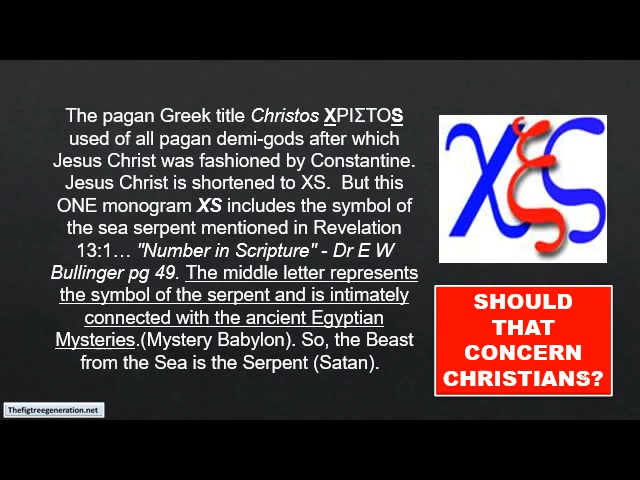 The pagan Greek title Christos ΧΡΙΣΤΟS
used of all pagan demi-gods after which
Jesus Christ was fashioned by Constantine.
Jesus Christ is shortened to XS.  But this
ONE monogram XS includes the symbol of
the sea serpent mentioned in Revelation
13:1… "Number in Scripture" - Dr E W
Bullinger pg 49. The middle letter represents
the symbol of the serpent and is intimately
connected with the ancient Egyptian
Mysteries.(Mystery Babylon). So, the Beast
from the Sea is the Serpent (Satan).
χξς
SHOULD
THAT
CONCERN
CHRISTIANS?
Thefigtreegeneration.net